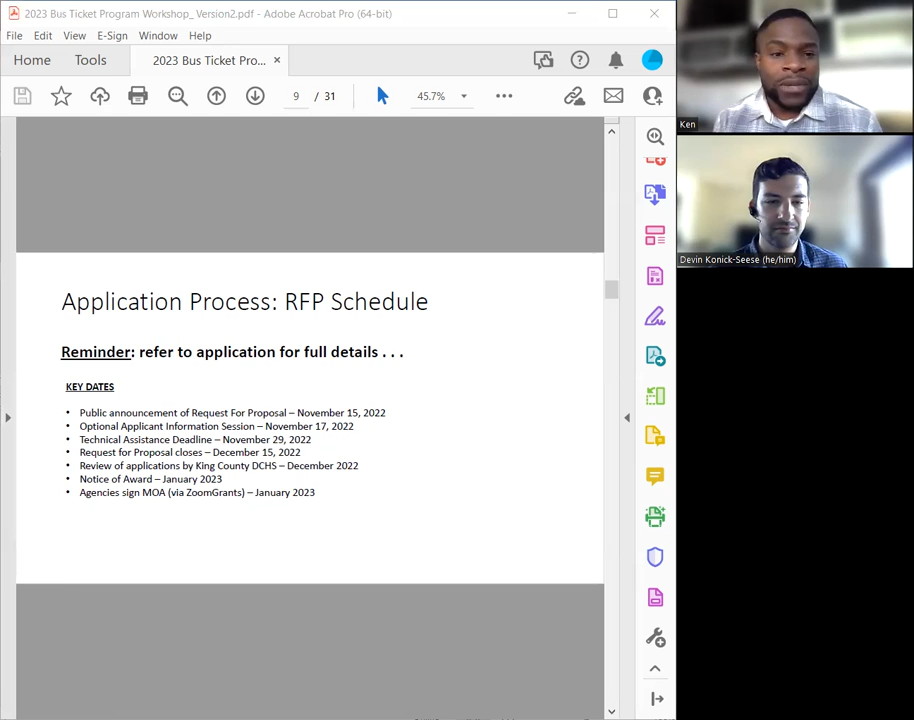 2023 Bus Ticket Program Workshop_ Version2.pdf - Adobe Acrobat Pro (64-bit)
File Edit View E-Sign Window Help
Home Tools 2023 Bus Ticket Pro... ×
9 / 31 45.7%
Application Process: RFP Schedule
Reminder: refer to application for full details . . .
KEY DATES
• Public announcement of Request For Proposal – November 15, 2022
• Optional Applicant Information Session – November 17, 2022
• Technical Assistance Deadline – November 29, 2022
• Request for Proposal closes – December 15, 2022
• Review of applications by King County DCHS – December 2022
• Notice of Award – January 2023
• Agencies sign MOA (via ZoomGrants) – January 2023
Ken
Devin Konick-Seese (he/him)